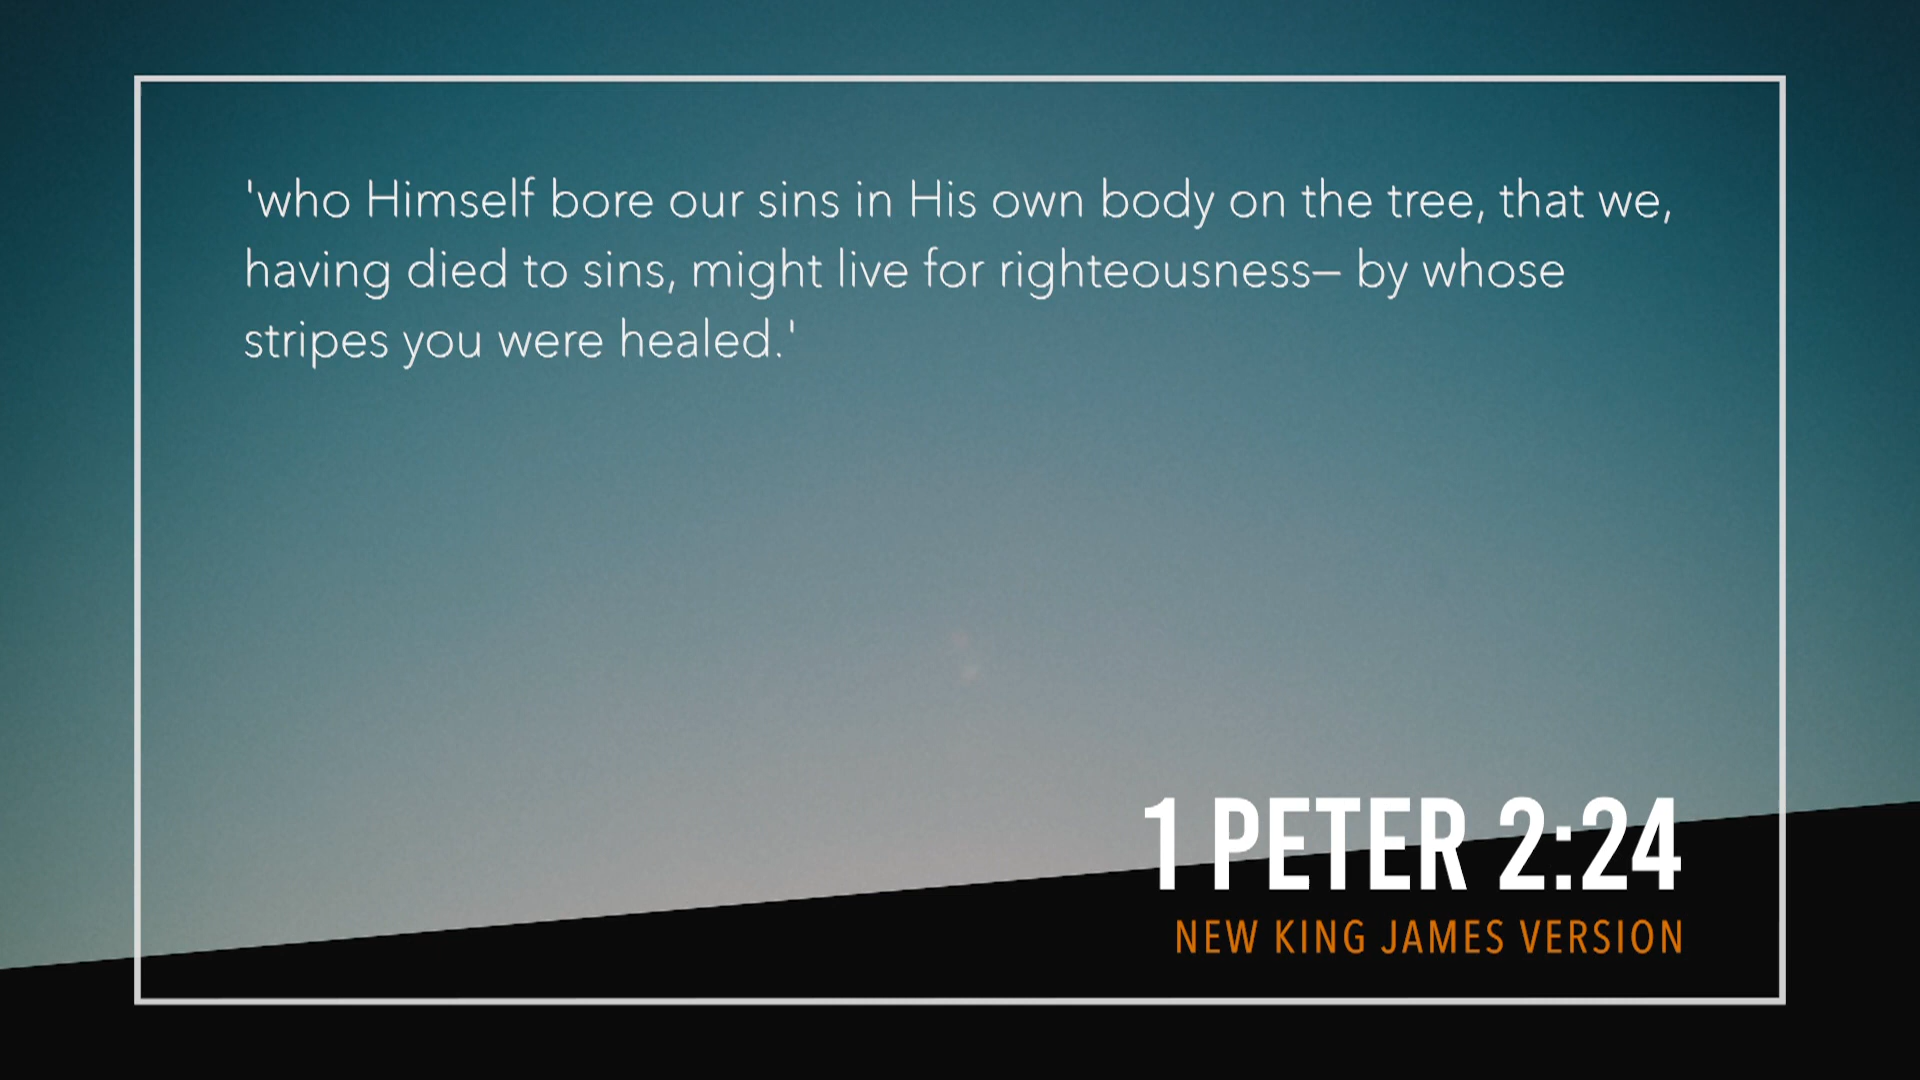 'who Himself bore our sins in His own body on the tree, that we,
having died to sins, might live for righteousness— by whose
stripes you were healed.'
1 PETER 2:24
NEW KING JAMES VERSION